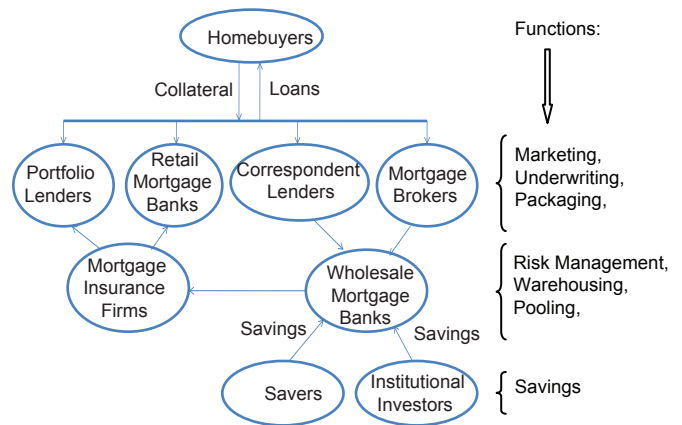 Homebuyers
Functions:
Collateral
Loans
Portfolio
Lenders
Retail
Mortgage
Banks
Correspondent
Lenders
Mortgage
Brokers
Marketing,
Underwriting,
Packaging,
Mortgage
Insurance
Firms
Wholesale
Mortgage
Banks
Risk Management,
Warehousing,
Pooling,
Savings
Savings
Savers
Institutional
Investors
Savings